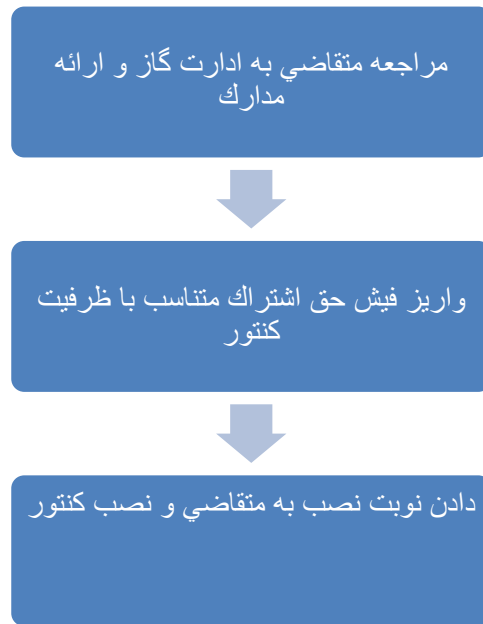 مراجعه متقاضي به ادارت گاز و ارائه
مدارك
واريز فيش حق اشتراك متناسب با ظرفيت
كنتور
دادن نوبت نصب به متقاضي و نصب كنتور